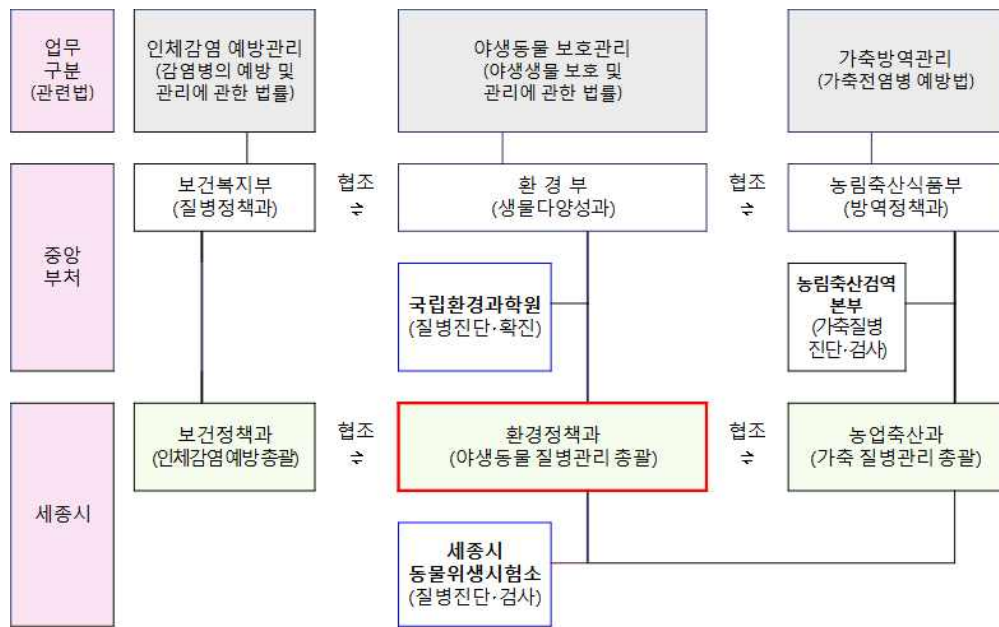 업무
구분
(관련법)
인체감염 예방관리
(감염병의 예방 및
관리에 관한 법률)
야생동물 보호관리
(야생생물 보호 및
관리에 관한 법률)
가축방역관리
(가축전염병 예방법)
중앙
부처
보건복지부
(질병정책과)
협조
⇌
환 경 부
(생물다양성과)
협조
⇌
농림축산식품부
(방역정책과)
국립환경과학원
(질병진단·확진)
농림축산검역
본부
(가축질병
진단·검사)
세종시
보건정책과
(인체감염예방총괄)
협조
⇌
환경정책과
(야생동물 질병관리 총괄)
협조
⇌
농업축산과
(가축 질병관리 총괄)
세종시
동물위생시험소
(질병진단·검사)